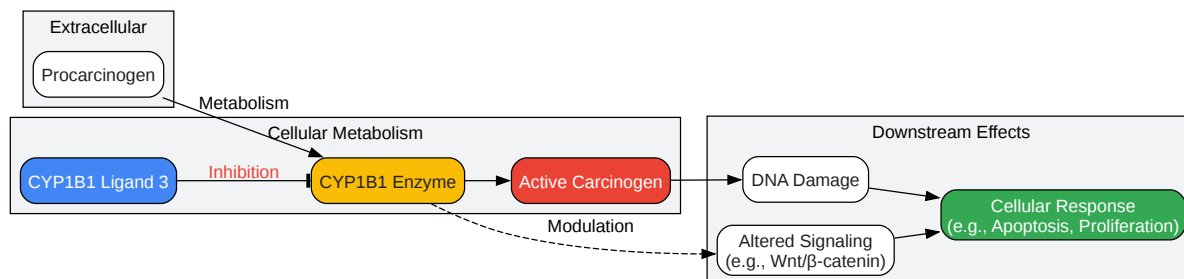 Extracellular
Procarcinogen
Metabolism
Cellular Metabolism
CYP1B1 Ligand 3
Inhibition
CYP1B1 Enzyme
Active Carcinogen
Modulation
Downstream Effects
DNA Damage
Altered Signaling
(e.g., Wnt/β-catenin)
Cellular Response
(e.g., Apoptosis, Proliferation)